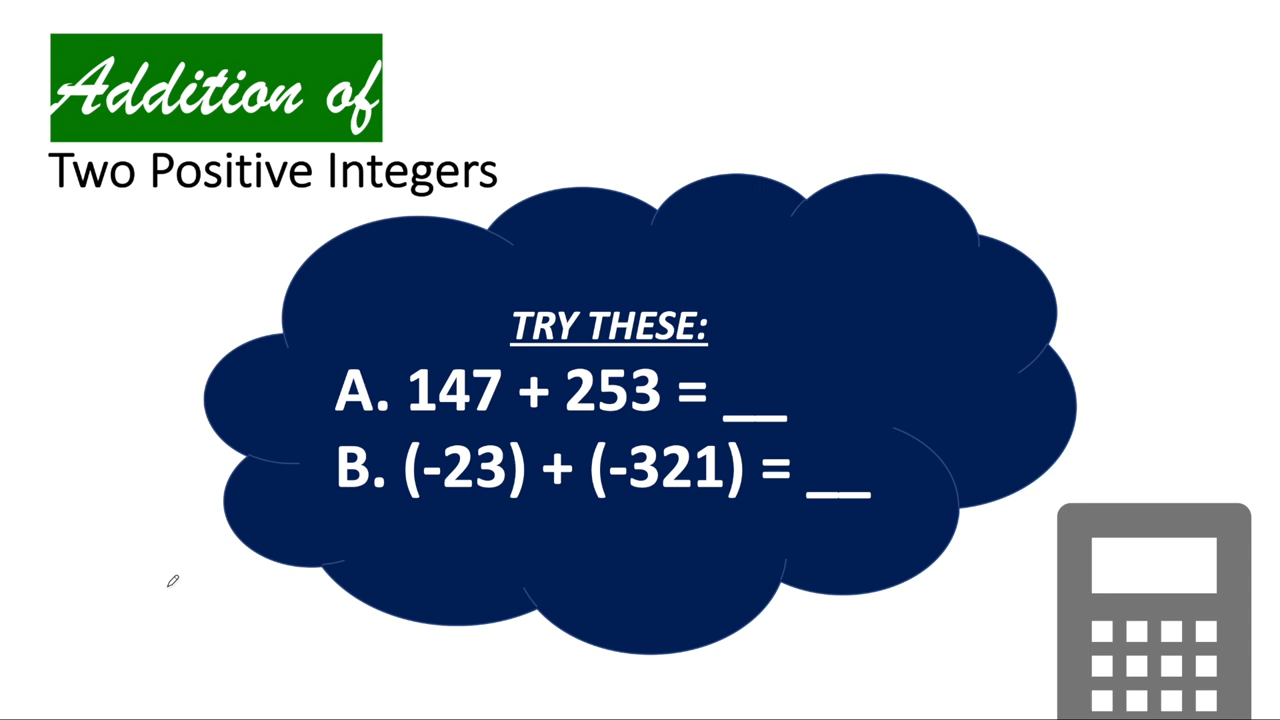 Addition of
Two Positive Integers
TRY THESE:
A. 147 + 253 = __
B. (-23) + (-321) = __